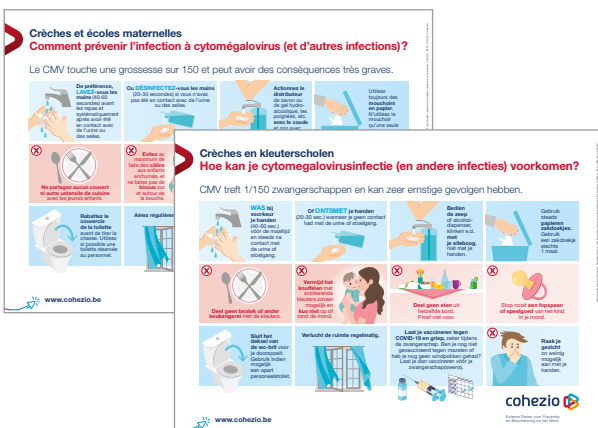 Crèches et écoles maternelles
Comment prévenir l'infection à cytomégalovirus (et d'autres infections)?
Le CMV touche une grossesse sur 150 et peut avoir des conséquences très graves.
De préférence,
LAVEZ-vous les
mains (40-60
secondes) avant
les repas et
systématiquement
après avoir été
en contact avec
de l'urine ou
des selles.
Ou DÉSINFECTEZ-vous les mains
(20-30 secondes) si vous n'avez
pas été en contact avec de l'urine
ou des selles.
Actionnez le
distributeur
de savon ou
de gel hydro-
alcoolique, les
poignées, etc.
avec le coude
et non avec
Utilisez
toujours des
mouchoirs
en papier.
N'utilisez le
mouchoir
qu'une seule
Ne partagez aucun couvert
ni autre ustensile de cuisine
avec les jeunes enfants.
Évitez au
maximum de
faire des câlins
aux enfants
enrhumés, et
ne faites pas de
bisous sur
et autour de
la bouche.
Rabattez le
couvercle
de la toilette
avant de tirer la
chasse. Utilisez
si possible une
toilette réservée
au personnel.
Aérez régulière
www.cohezio.be
Crèches en kleuterscholen
Hoe kan je cytomegalovirusinfectie (en andere infecties) voorkomen?
CMV treft 1/150 zwangerschappen en kan zeer ernstige gevolgen hebben.
WAS bij
voorkeur
je handen
(40-60 sec.)
vóór de maaltijd
en steeds na
contact met
de urine of
stoelgang.
Of ONTSMET je handen
(20-30 sec.) wanneer je geen contact
had met de urine of stoelgang.
Bedien
de zeep
of alcohol-
dispenser,
klinken e.d.
met
je elleboog,
niet met je
handen.
Gebruik
steeds
papieren
zakdoekjes.
Gebruik
een zakdoekje
slechts
1 maal.
Deel geen bestek of ander
keukengerei met de kleuters.
Vermijd het
knuffelen met
snotterende
kleuters zoveel
mogelijk en
kus niet op of
rond de mond.
Deel geen eten uit
hetzelfde bord.
Proef niet voor.
Stop nooit een fopspeen
of speelgoed van het kind
in je mond.
Sluit het
deksel van
de wc-bril voor
je doorspoelt.
Gebruik indien
mogelijk
een apart
personeelstoilet.
Verlucht de ruimte regelmatig.
Laat je vaccineren tegen
COVID-19 en griep, zeker tijdens
de zwangerschap. Ben je nog niet
gevaccineerd tegen mazelen of
heb je nog geen windpokken gehad?
Laat je dan vaccineren vóór je
zwangerschap(swens).
Raak je
gezicht
zo weinig
mogelijk
aan met je
handen.
www.cohezio.be
cohezio
Externe Dienst voor Preventie
en Bescherming op het Werk